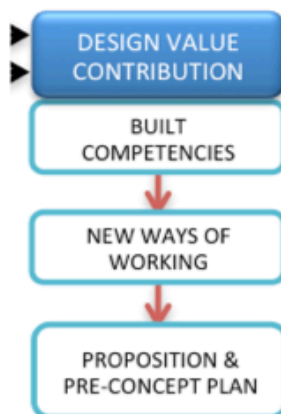 DESIGN VALUE
CONTRIBUTION
BUILT
COMPETENCIES
NEW WAYS OF
WORKING
PROPOSITION &
PRE-CONCEPT PLAN